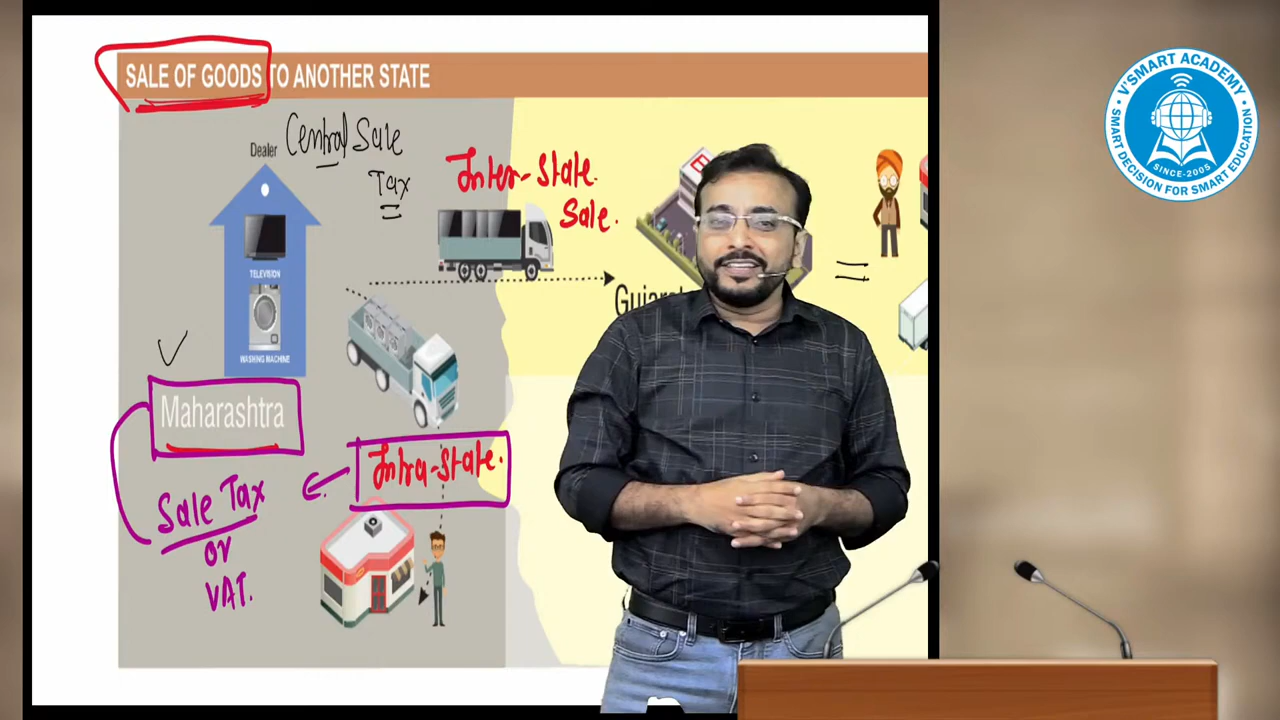 SALE OF GOODS TO ANOTHER STATE
Dealer
Central Sale
Tax
Inter-State
Sale.
TELEVISION
WASHING MACHINE
Maharashtra
Intra-State.
Sale Tax
or
VAT.
V'SMART ACADEMY
SINCE-2005
SMART DECISION FOR SMART EDUCATION